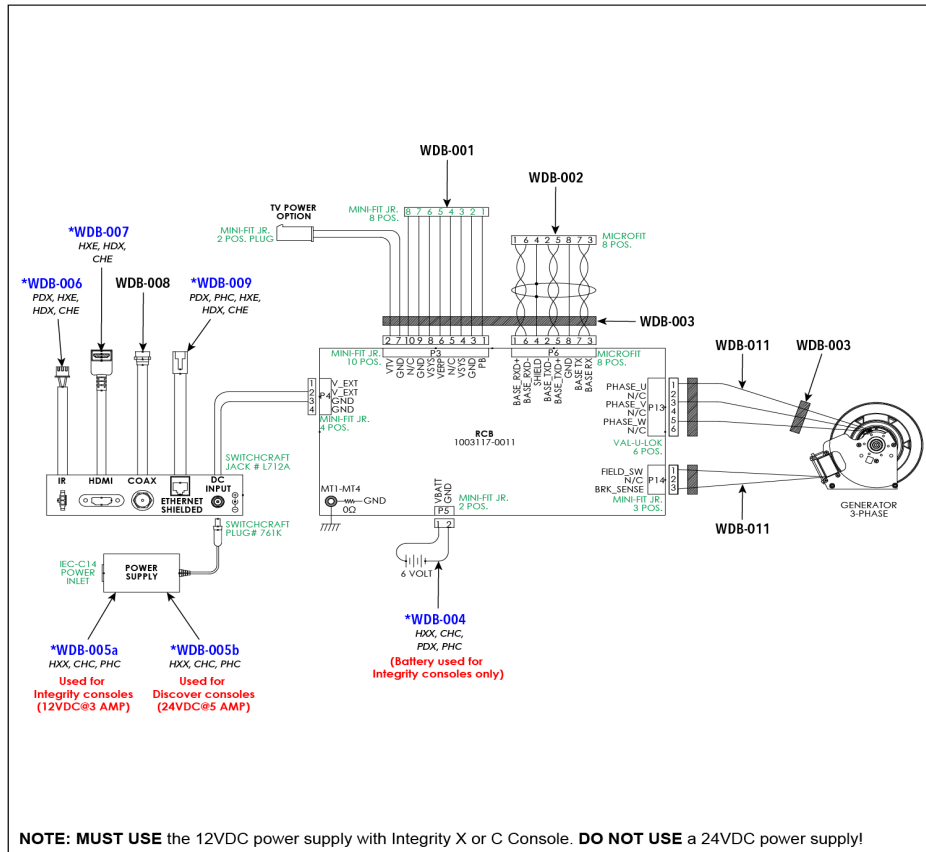 WDB-001
WDB-002
TV POWER
OPTION
MINI-FIT JR.
2 POS. PLUG
MINI-FIT JR.
8 POS.
8 7 6 5 4 3 2 1
MICROFIT
8 POS.
1 6 4 2 5 8 7 3
*WDB-007
HXE, HDX,
CHE
*WDB-006
PDX, HXE,
HDX, CHE
WDB-008
*WDB-009
PDX, PHC, HXE,
HDX, CHE
WDB-003
2 7 10 9 8 6 5 4 3 1
1 6 4 2 5 8 7 3
MINI-FIT JR.
10 POS.
P3
P6
MICROFIT
8 POS.
VTV
GND
N/C
GND
VSYS
VERP
N/C
VSYS
GND
PB
BASE_RXD+
BASE_RXD-
SHIELD
BASE_TXD-
BASE_TXD+
GND
BASE TX
BASE RX
1
2
3
4
P4
V_EXT
V_EXT
GND
GND
MINI-FIT JR.
4 POS.
RCB
1003117-0011
WDB-011
WDB-003
PHASE_U
N/C
PHASE_V
N/C
PHASE_W
N/C
P13
1
2
3
4
5
6
VAL-U-LOK
6 POS.
FIELD_SW
N/C
BRK_SENSE
P14
1
2
3
MINI-FIT JR.
3 POS.
WDB-011
GENERATOR
3-PHASE
SWITCHCRAFT
JACK # L712A
IR
HDMI
COAX
ETHERNET
SHIELDED
DC
INPUT
MT1-MT4
GND
0Ω
VBATT
GND
P5
MINI-FIT JR.
2 POS.
1 2
6 VOLT
SWITCHCRAFT
PLUG# 761K
IEC-C14
POWER
INLET
POWER
SUPPLY
*WDB-004
HXX, CHC,
PDX, PHC
(Battery used for
Integrity consoles only)
*WDB-005a
HXX, CHC, PHC
Used for
Integrity consoles
(12VDC@3 AMP)
*WDB-005b
HXX, CHC, PHC
Used for
Discover consoles
(24VDC@5 AMP)
NOTE: MUST USE the 12VDC power supply with Integrity X or C Console. DO NOT USE a 24VDC power supply!